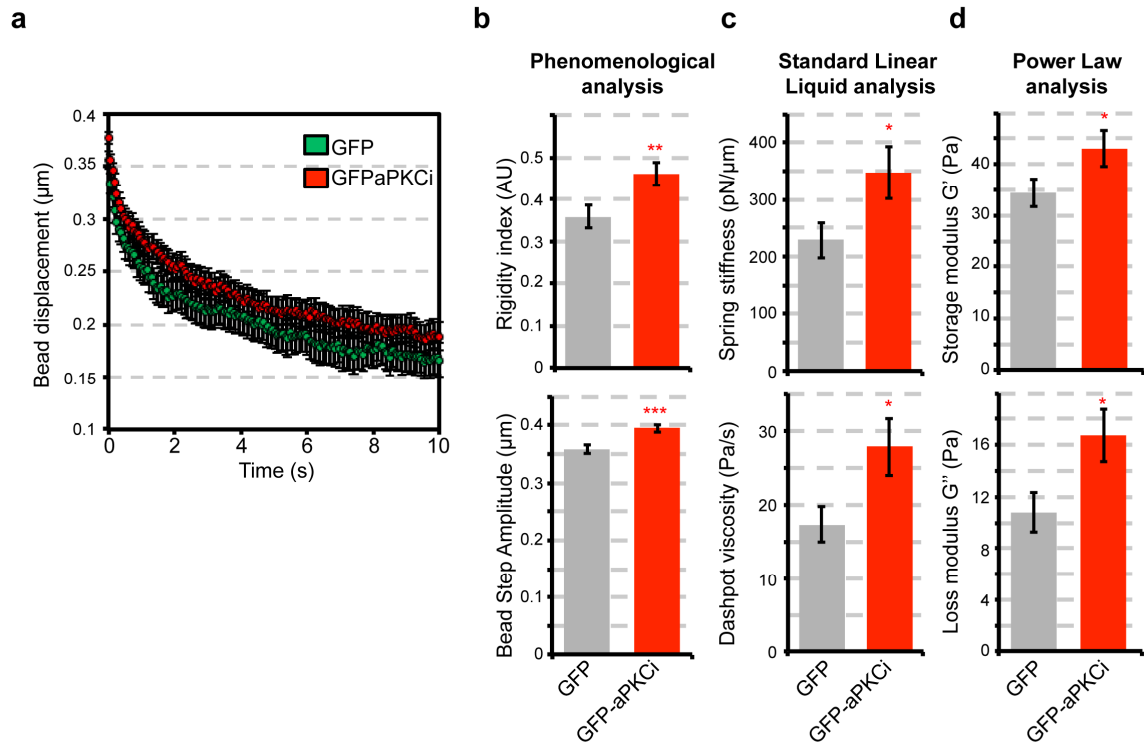 a
b
c
d
Bead displacement (µm)
0.4
0.35
0.3
0.25
0.2
0.15
0.1
0
2
4
6
8
10
Time (s)
GFP
GFPaPKCi
Phenomenological
analysis
Rigidity index (AU)
0.5
0.4
0.3
0.2
0.1
0
**
Bead Step Amplitude (µm)
0.4
0.3
0.2
0.1
0
***
GFP
GFP-aPKCi
Standard Linear
Liquid analysis
Spring stiffness (pN/µm)
400
300
200
100
0
*
Dashpot viscosity (Pa/s)
30
20
10
0
*
GFP
GFP-aPKCi
Power Law
analysis
Storage modulus G' (Pa)
40
30
20
10
0
*
Loss modulus G'' (Pa)
16
12
8
4
0
*
GFP
GFP-aPKCi